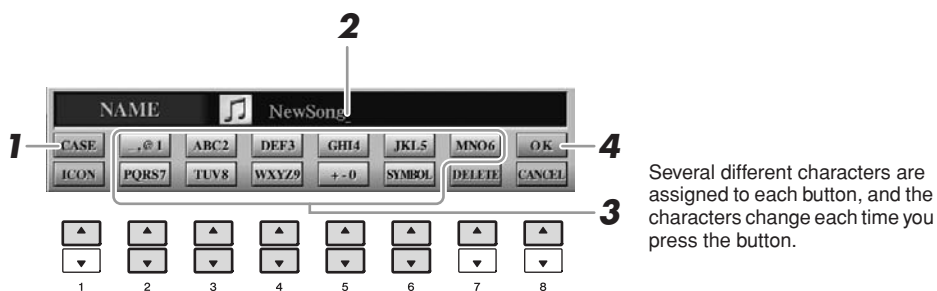 2
NAME NewSong_
1 CASE _,@1 ABC2 DEF3 GHI4 JKL5 MNO6 OK 4
ICON PQRS7 TUV8 WXYZ9 +-0 SYMBOL DELETE CANCEL
3
1 2 3 4 5 6 7 8
Several different characters are
assigned to each button, and the
characters change each time you
press the button.